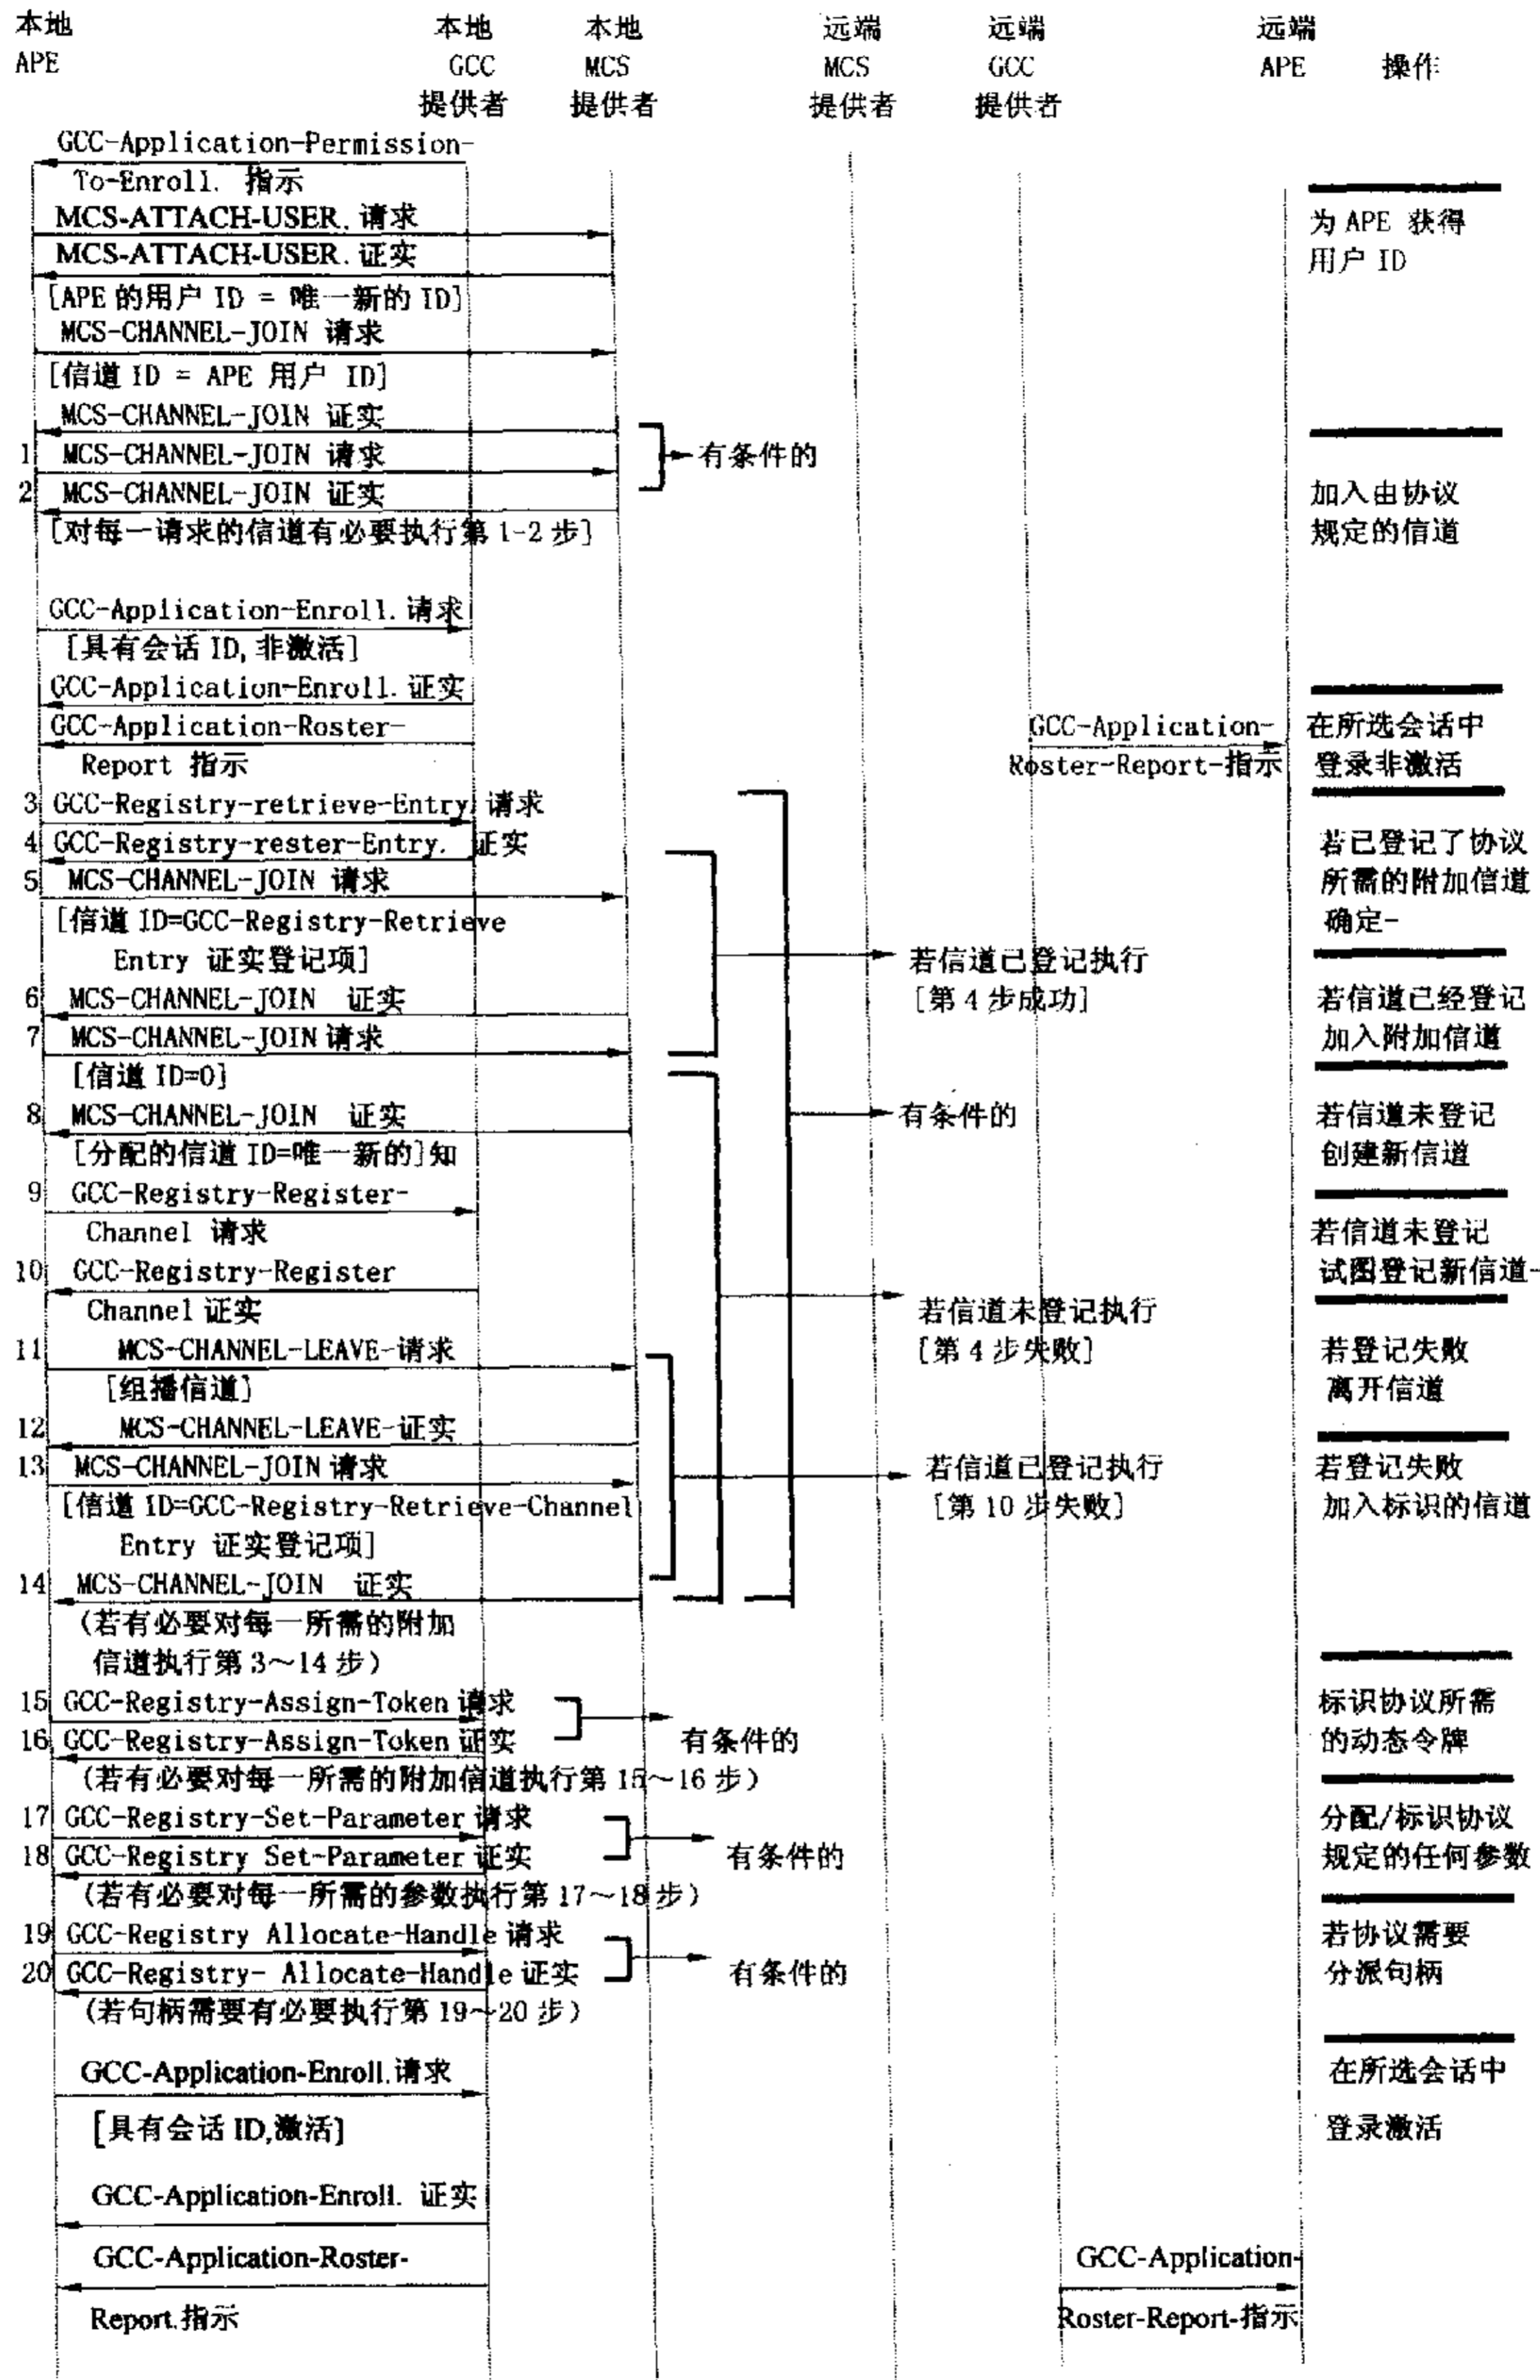 本地 本地 本地 远端 远端 远端
APE GCC MCS MCS GCC APE 操作
提供者 提供者 提供者 提供者
GCC-Application-Permission-
To-Enroll. 指示
MCS-ATTACH-USER. 请求
为 APE 获得
MCS-ATTACH-USER. 证实
用户 ID
[APE 的用户 ID = 唯一新的 ID]
MCS-CHANNEL-JOIN 请求
[信道 ID = APE 用户 ID]
MCS-CHANNEL-JOIN 证实
1 MCS-CHANNEL-JOIN 请求 有条件的
2 MCS-CHANNEL-JOIN 证实 加入由协议
[对每一请求的信道有必要执行第 1-2 步] 规定的信道
GCC-Application-Enroll. 请求
[具有会话 ID, 非激活]
GCC-Application-Enroll. 证实
GCC-Application-Roster- GCC-Application- 在所选会话中
Report 指示 Roster-Report-指示 登录非激活
3 GCC-Registry-retrieve-Entry 请求
4 GCC-Registry-rester-Entry. 证实 若已登记了协议
5 MCS-CHANNEL-JOIN 请求 所需的附加信道
[信道 ID=GCC-Registry-Retrieve 确定-
Entry 证实登记项] 若信道已登记执行
6 MCS-CHANNEL-JOIN 证实 [第 4 步成功] 若信道已经登记
7 MCS-CHANNEL-JOIN 请求 加入附加信道
[信道 ID=0]
8 MCS-CHANNEL-JOIN 证实 有条件的 若信道未登记
[分配的信道 ID=唯一新的]知 创建新信道
9 GCC-Registry-Register-
Channel 请求 若信道未登记
10 GCC-Registry-Register 试图登记新信道-
Channel 证实 若信道未登记执行
11 MCS-CHANNEL-LEAVE-请求 [第 4 步失败] 若登记失败
[组播信道] 离开信道
12 MCS-CHANNEL-LEAVE-证实
13 MCS-CHANNEL-JOIN 请求 若信道已登记执行 若登记失败
[信道 ID=GCC-Registry-Retrieve-Channel [第 10 步失败] 加入标识的信道
Entry 证实登记项]
14 MCS-CHANNEL-JOIN 证实
(若有必要对每一所需的附加
信道执行第 3～14 步)
15 GCC-Registry-Assign-Token 请求 标识协议所需
16 GCC-Registry-Assign-Token 证实 有条件的 的动态令牌
(若有必要对每一所需的附加信道执行第 15～16 步)
17 GCC-Registry-Set-Parameter 请求 分配/标识协议
18 GCC-Registry Set-Parameter 证实 有条件的 规定的任何参数
(若有必要对每一所需的参数执行第 17～18 步)
19 GCC-Registry Allocate-Handle 请求 若协议需要
20 GCC-Registry- Allocate-Handle 证实 有条件的 分派句柄
(若句柄需要有必要执行第 19～20 步)
GCC-Application-Enroll.请求 在所选会话中
[具有会话 ID,激活] 登录激活
GCC-Application-Enroll. 证实
GCC-Application-Roster- GCC-Application-
Report.指示 Roster-Report-指示